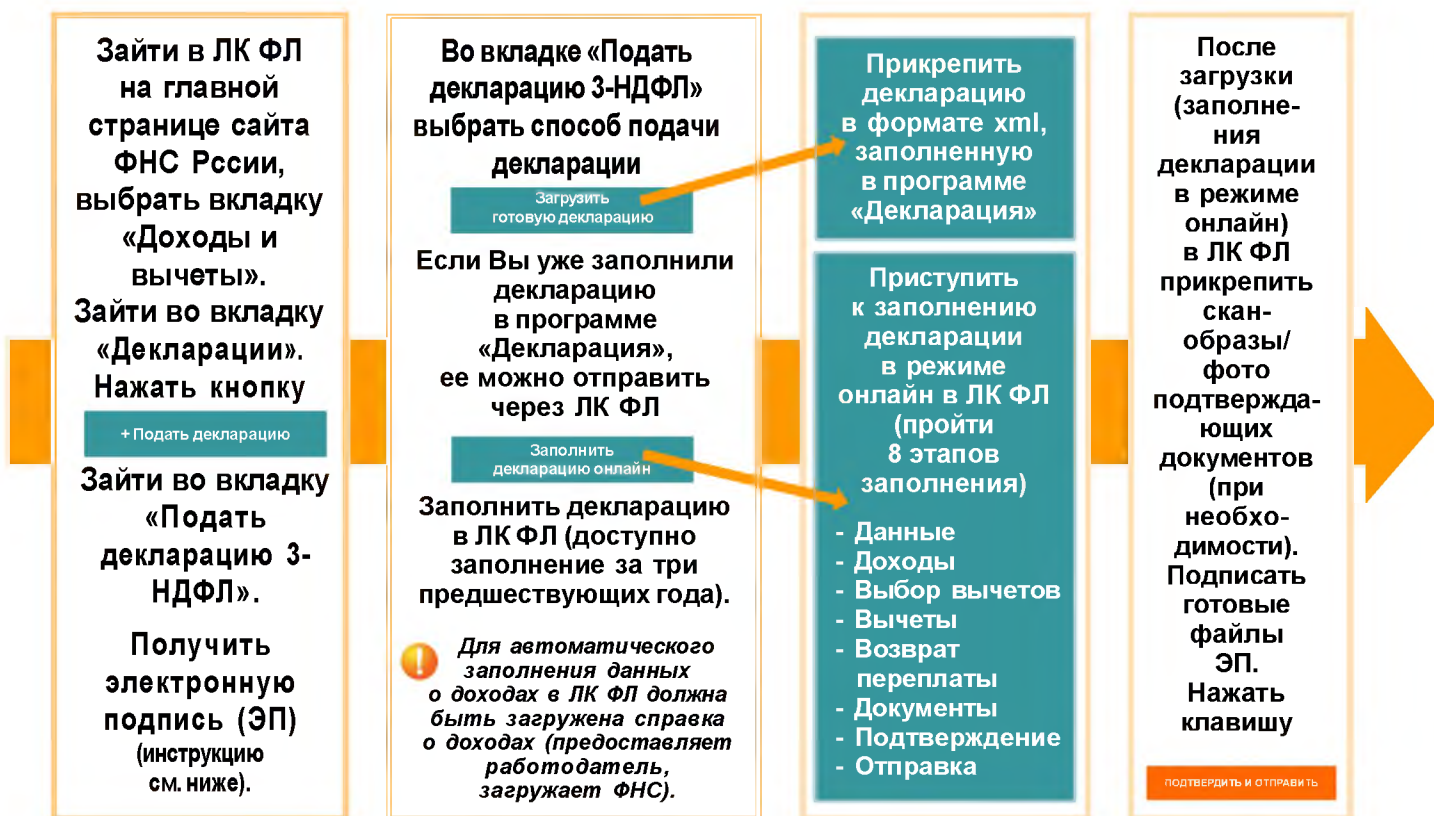 Зайти в ЛК ФЛ
на главной
странице сайта
ФНС Рссии,
выбрать вкладку
«Доходы и
вычеты».
Зайти во вкладку
«Декларации».
Нажать кнопку
+ Подать декларацию
Зайти во вкладку
«Подать
декларацию 3-
НДФЛ».
Получить
электронную
подпись (ЭП)
(инструкцию
см. ниже).
Во вкладке «Подать
декларацию 3-НДФЛ»
выбрать способ подачи
декларации
Загрузить
готовую декларацию
Если Вы уже заполнили
декларацию
в программе
«Декларация»,
ее можно отправить
через ЛК ФЛ
Заполнить
декларацию онлайн
Заполнить декларацию
в ЛК ФЛ (доступно
заполнение за три
предшествующих года).
Для автоматического
заполнения данных
о доходах в ЛК ФЛ должна
быть загружена справка
о доходах (предоставляет
работодатель,
загружает ФНС).
Прикрепить
декларацию
в формате xml,
заполненную
в программе
«Декларация»
Приступить
к заполнению
декларации
в режиме
онлайн в ЛК ФЛ
(пройти
8 этапов
заполнения)
- Данные
- Доходы
- Выбор вычетов
- Вычеты
- Возврат
переплаты
- Документы
- Подтверждение
- Отправка
После
загрузки
(заполне-
ния
декларации
в режиме
онлайн)
в ЛК ФЛ
прикрепить
скан-
образы/
фото
подтвержда-
ющих
документов
(при
необхо-
димости).
Подписать
готовые
файлы
ЭП.
Нажать
клавишу
ПОДТВЕРДИТЬ И ОТПРАВИТЬ